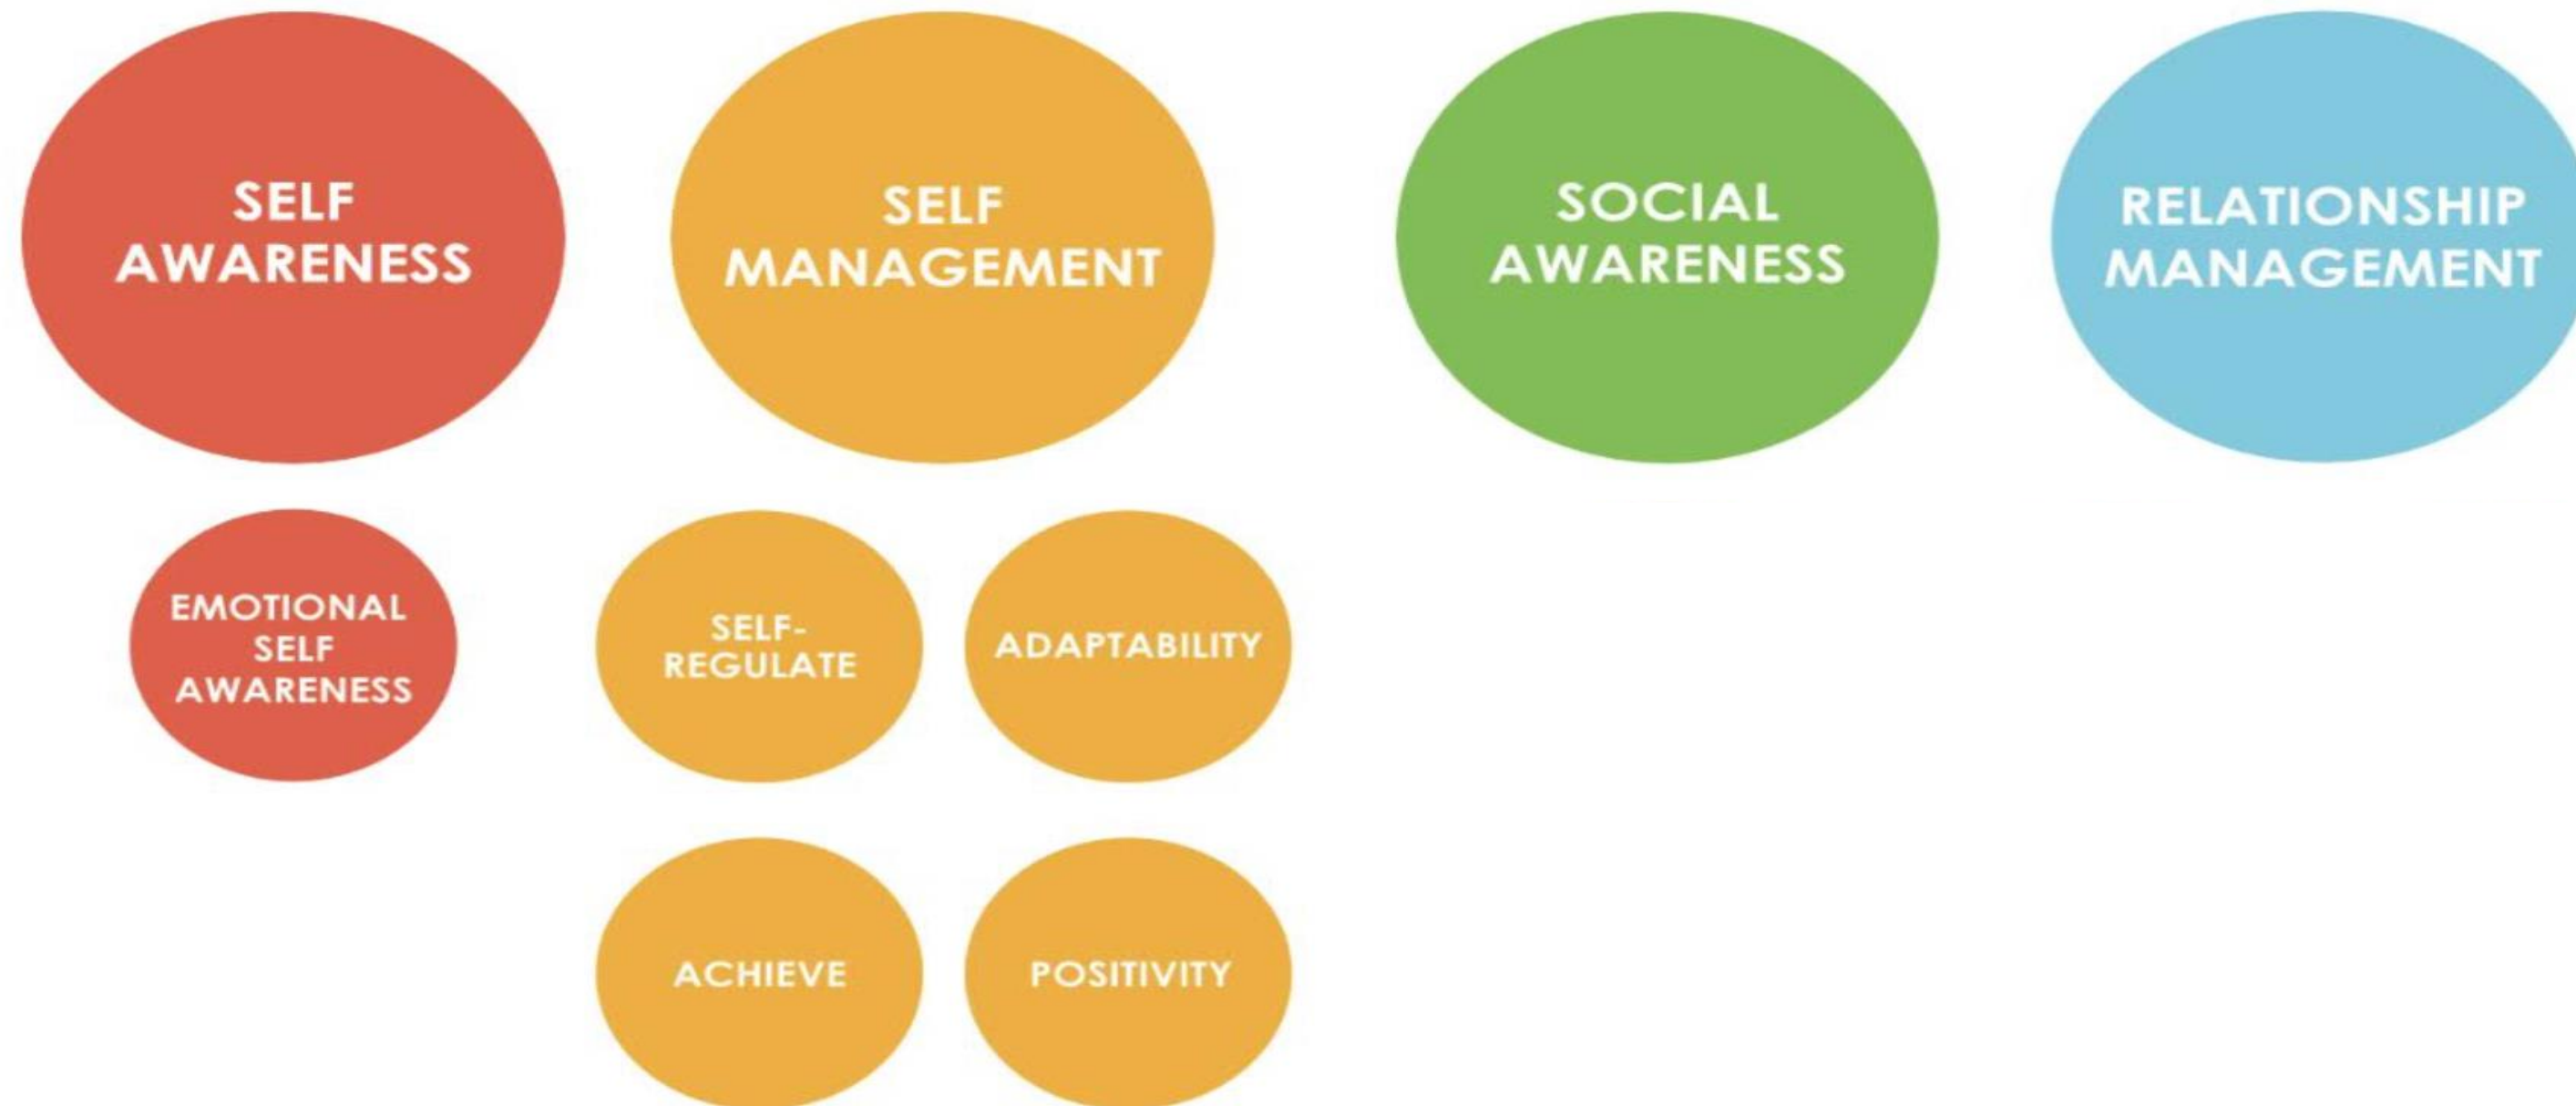 SELF
AWARENESS
SELF
MANAGEMENT
SOCIAL
AWARENESS
RELATIONSHIP
MANAGEMENT
EMOTIONAL
SELF
AWARENESS
SELF-
REGULATE
ADAPTABILITY
ACHIEVE
POSITIVITY